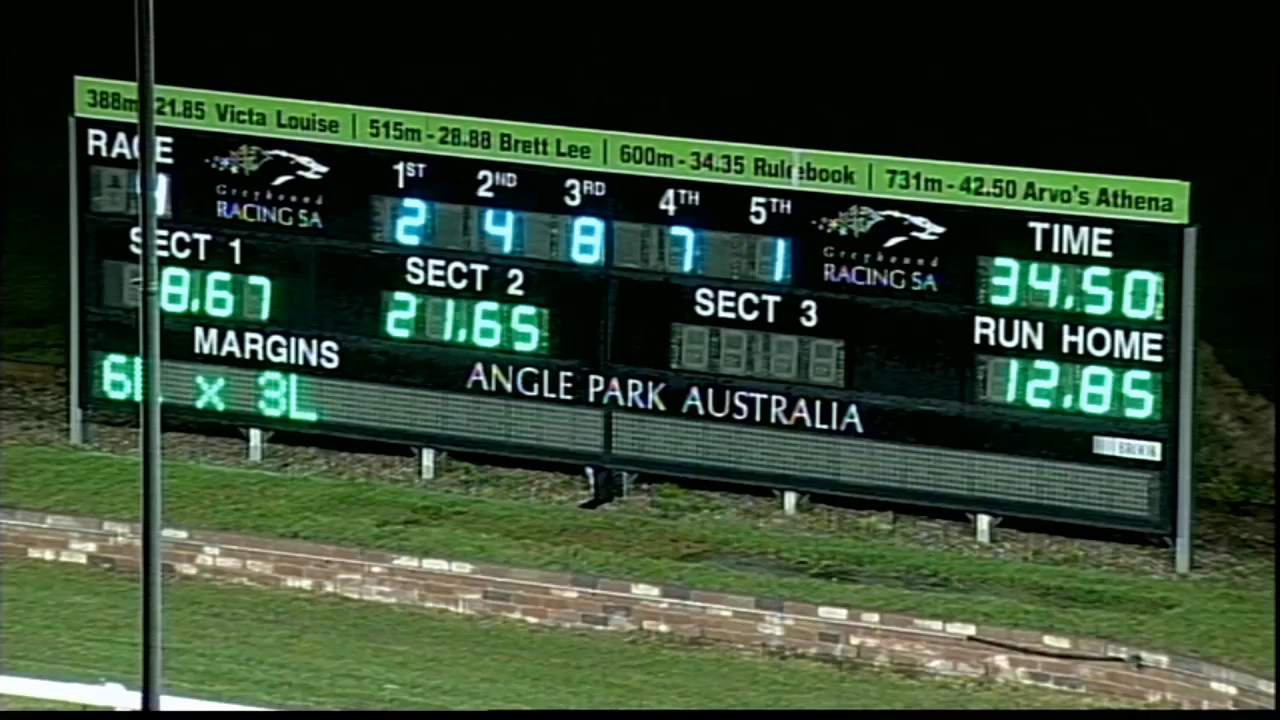 388m 21.85 Victa Louise | 515m - 28.88 Brett Lee | 600m - 34.35 Rulebook | 731m - 42.50 Arvo's Athena
RACE
Greyhound
RACING SA
1ST 2ND 3RD 4TH 5TH
2 4 8 7 1
Greyhound
RACING SA
TIME
34.50
SECT 1
8.67
SECT 2
21.65
SECT 3
RUN HOME
12.85
MARGINS
6L x 3L
ANGLE PARK AUSTRALIA